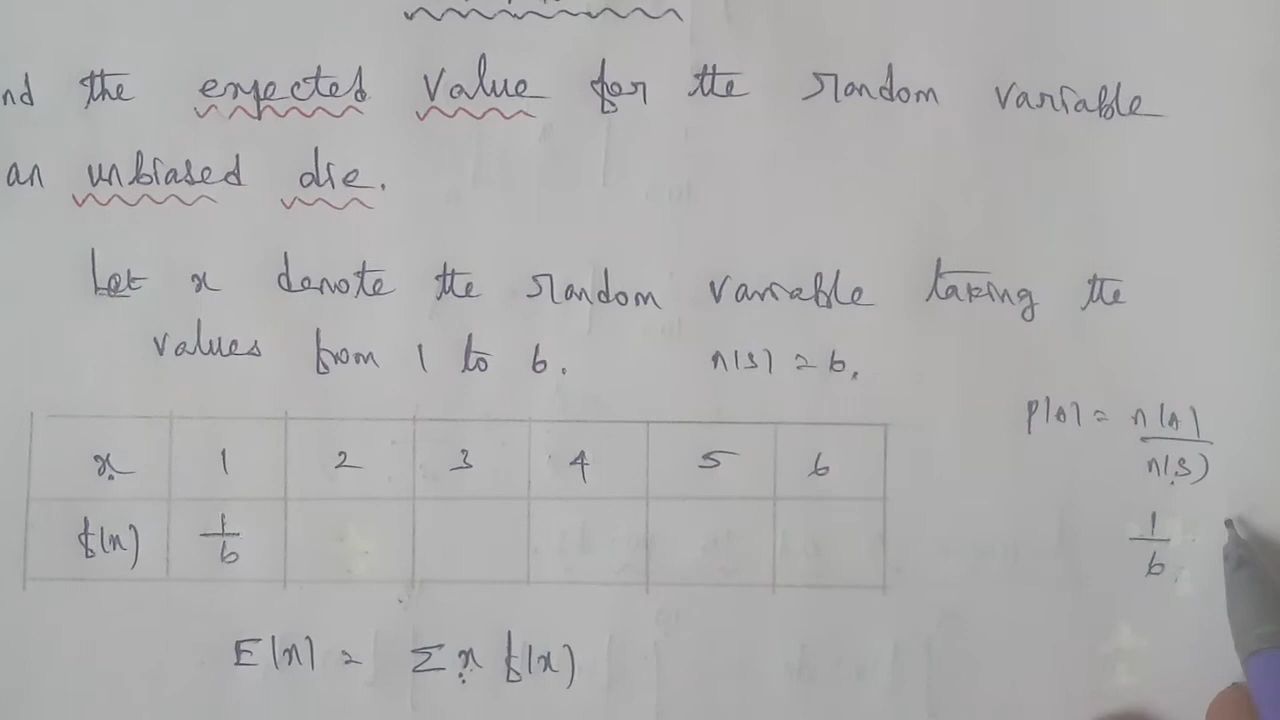 nd the expected value for the random variable
an unbiased die.
Let x denote the random variable taking the
values from 1 to 6. n(S) = 6.
P(A) = n(A)
n(S)
x 1 2 3 4 5 6
1
6
f(x) 1
6
E(x) = Σ x f(x)